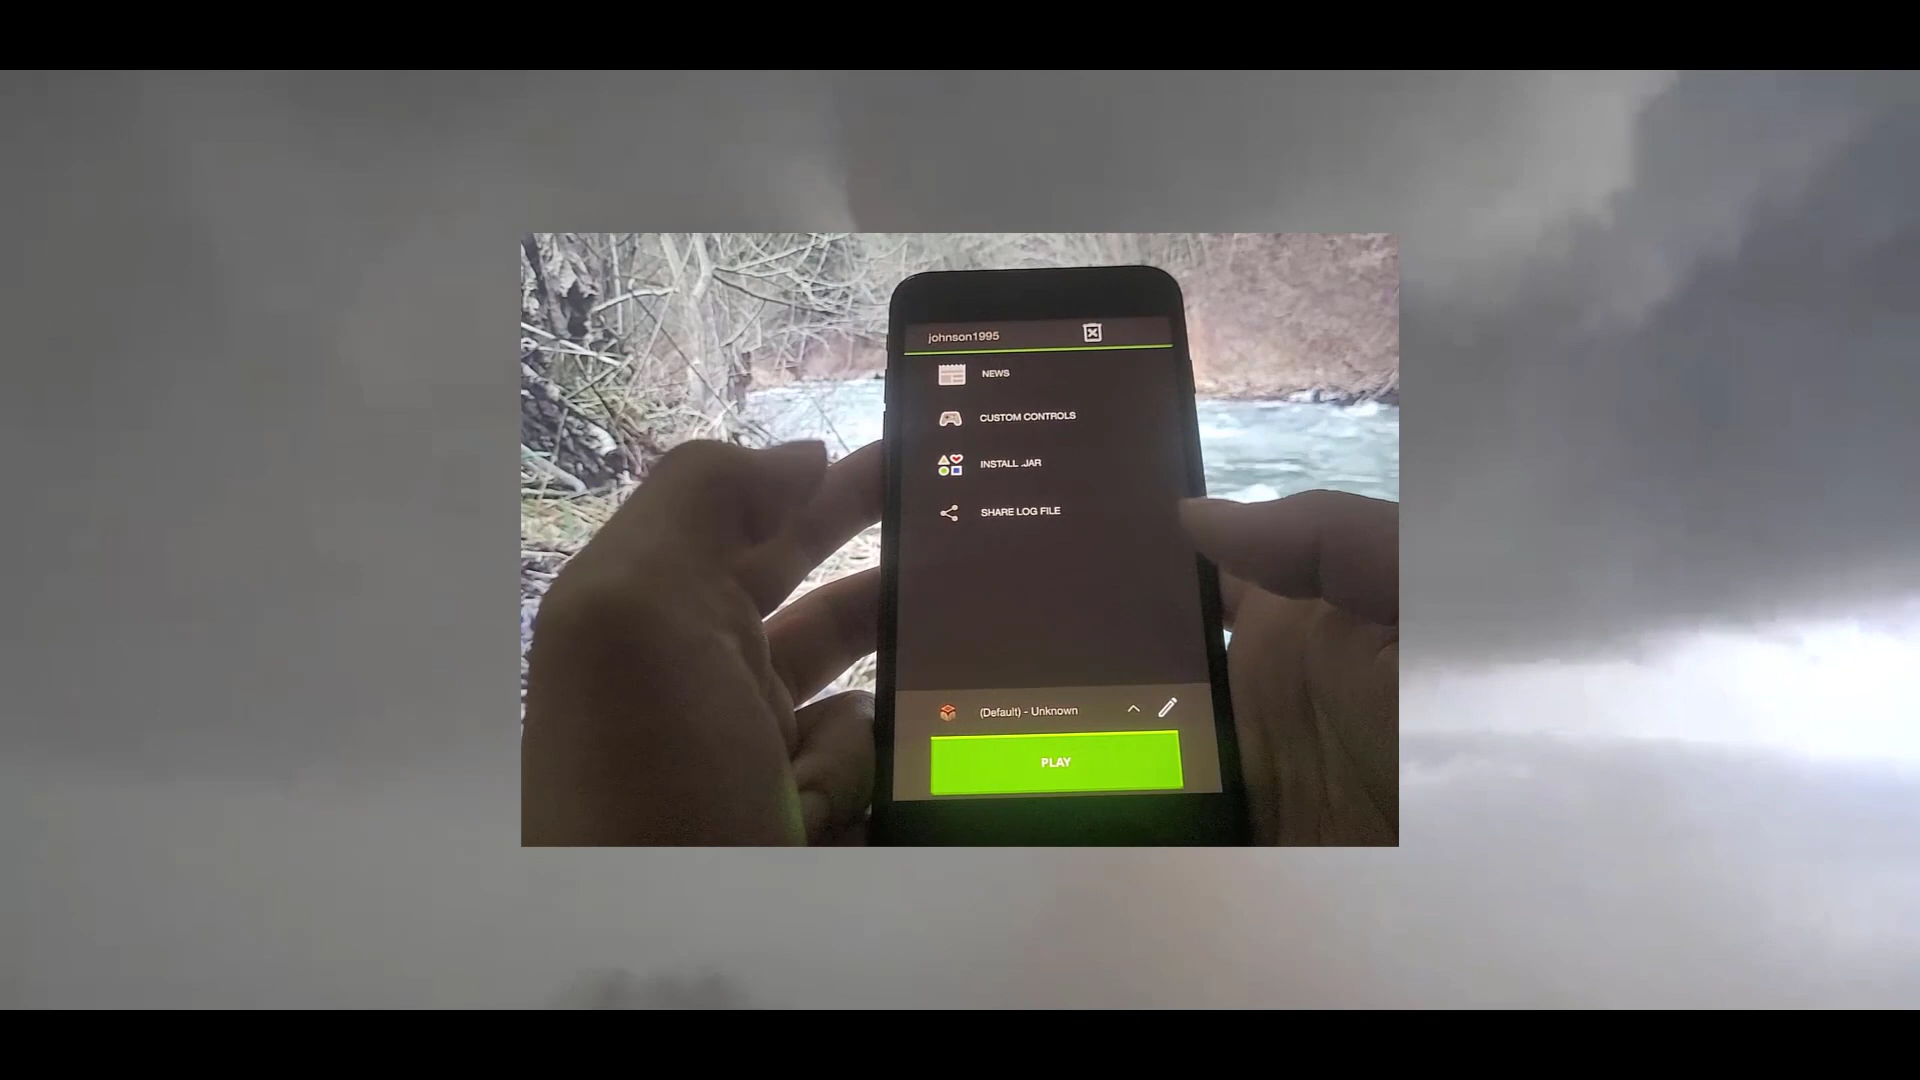 johnson1995
NEWS
CUSTOM CONTROLS
INSTALL .JAR
SHARE LOG FILE
(Default) - Unknown
PLAY